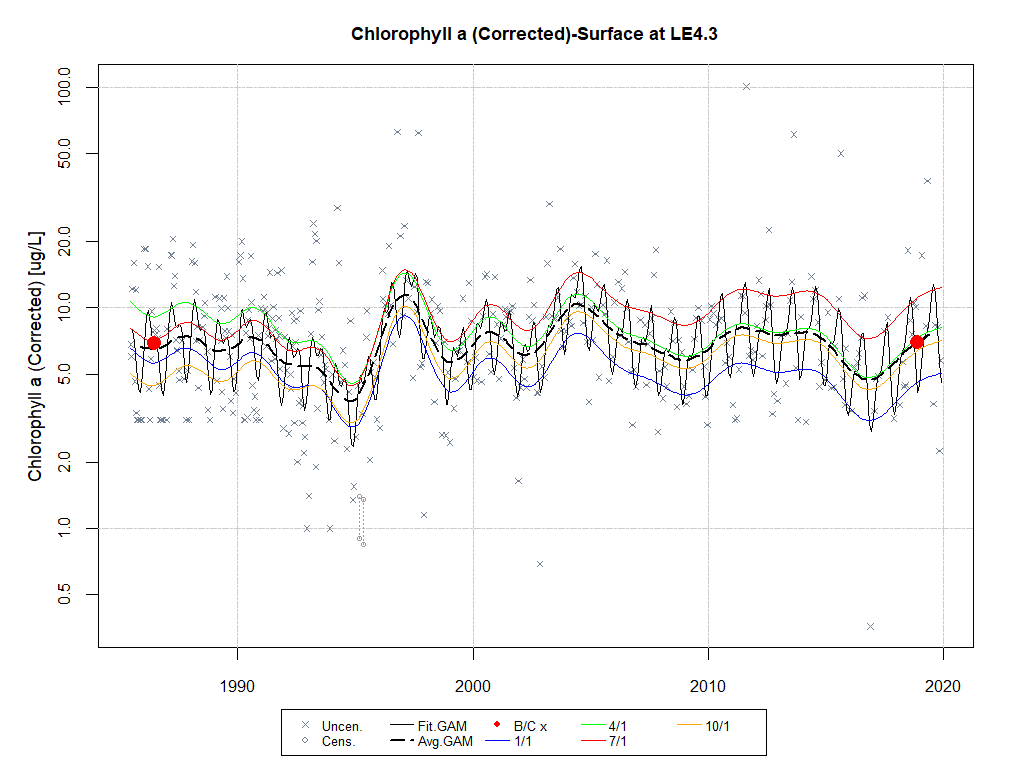 Chlorophyll a (Corrected)-Surface at LE4.3
Chlorophyll a (Corrected) [ug/L]
100.0
50.0
20.0
10.0
5.0
2.0
1.0
0.5
1990 2000 2010 2020
Uncen. Fit.GAM B/C x 4/1 10/1
Cens. Avg.GAM 1/1 7/1